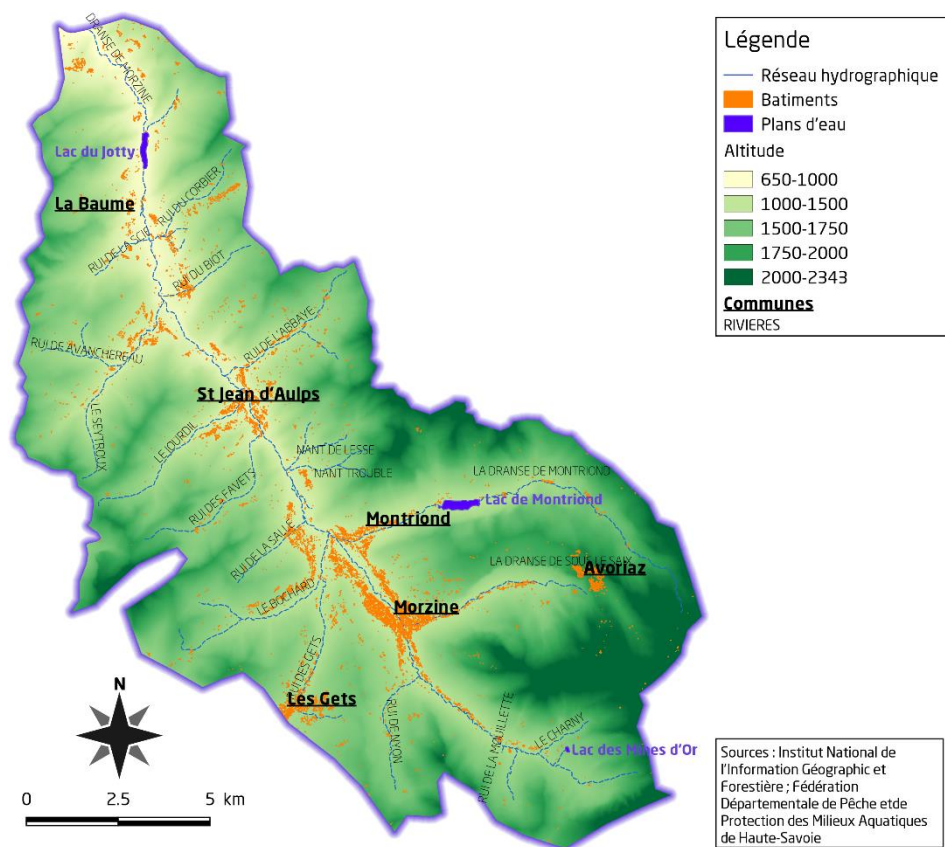 DRANSE DE MORZINE
Lac du Jotty
La Baume
RUI DU CORBIER
RUI DE LA SCIE
RUI DU BIOT
RUI DE AVANCHEREAU
RUI DE L'ABBAYE
St Jean d'Aulps
LE SEYTROUX
LE JOURDIL
NANT DE LESSE
NANT TROUBLE
LA DRANSE DE MONTRIOND
RUI DES FAVETS
Lac de Montriond
Montriond
RUI DE LA SALLE
LA DRANSE DE SOUS LE SAIX
Avoriaz
LE BOCHARD
Morzine
RUI DES GETS
Les Gets
RUI DE NYON
RUI DE LA MOUILLETTE
LE CHARNY
Lac des Mines d'Or
N
0 2.5 5 km
Légende
Réseau hydrographique
Batiments
Plans d'eau
Altitude
650-1000
1000-1500
1500-1750
1750-2000
2000-2343
Communes
RIVIERES
Sources : Institut National de
l'Information Géographic et
Forestière ; Fédération
Départementale de Pêche etde
Protection des Milieux Aquatiques
de Haute-Savoie